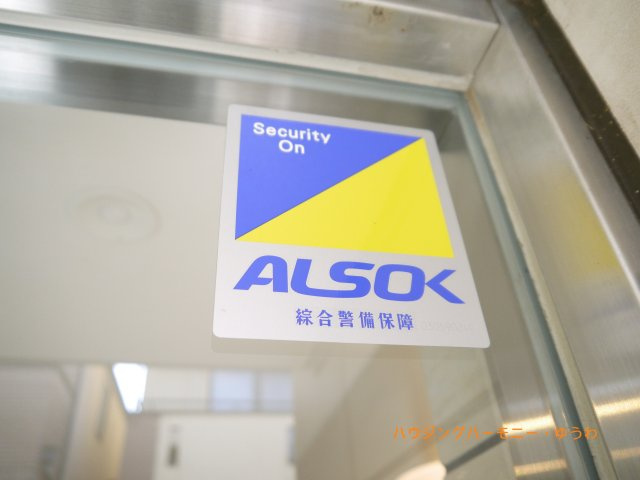 Security
On
ALSOK
綜合警備保障
ハウジングハーモニー・ゆうわ